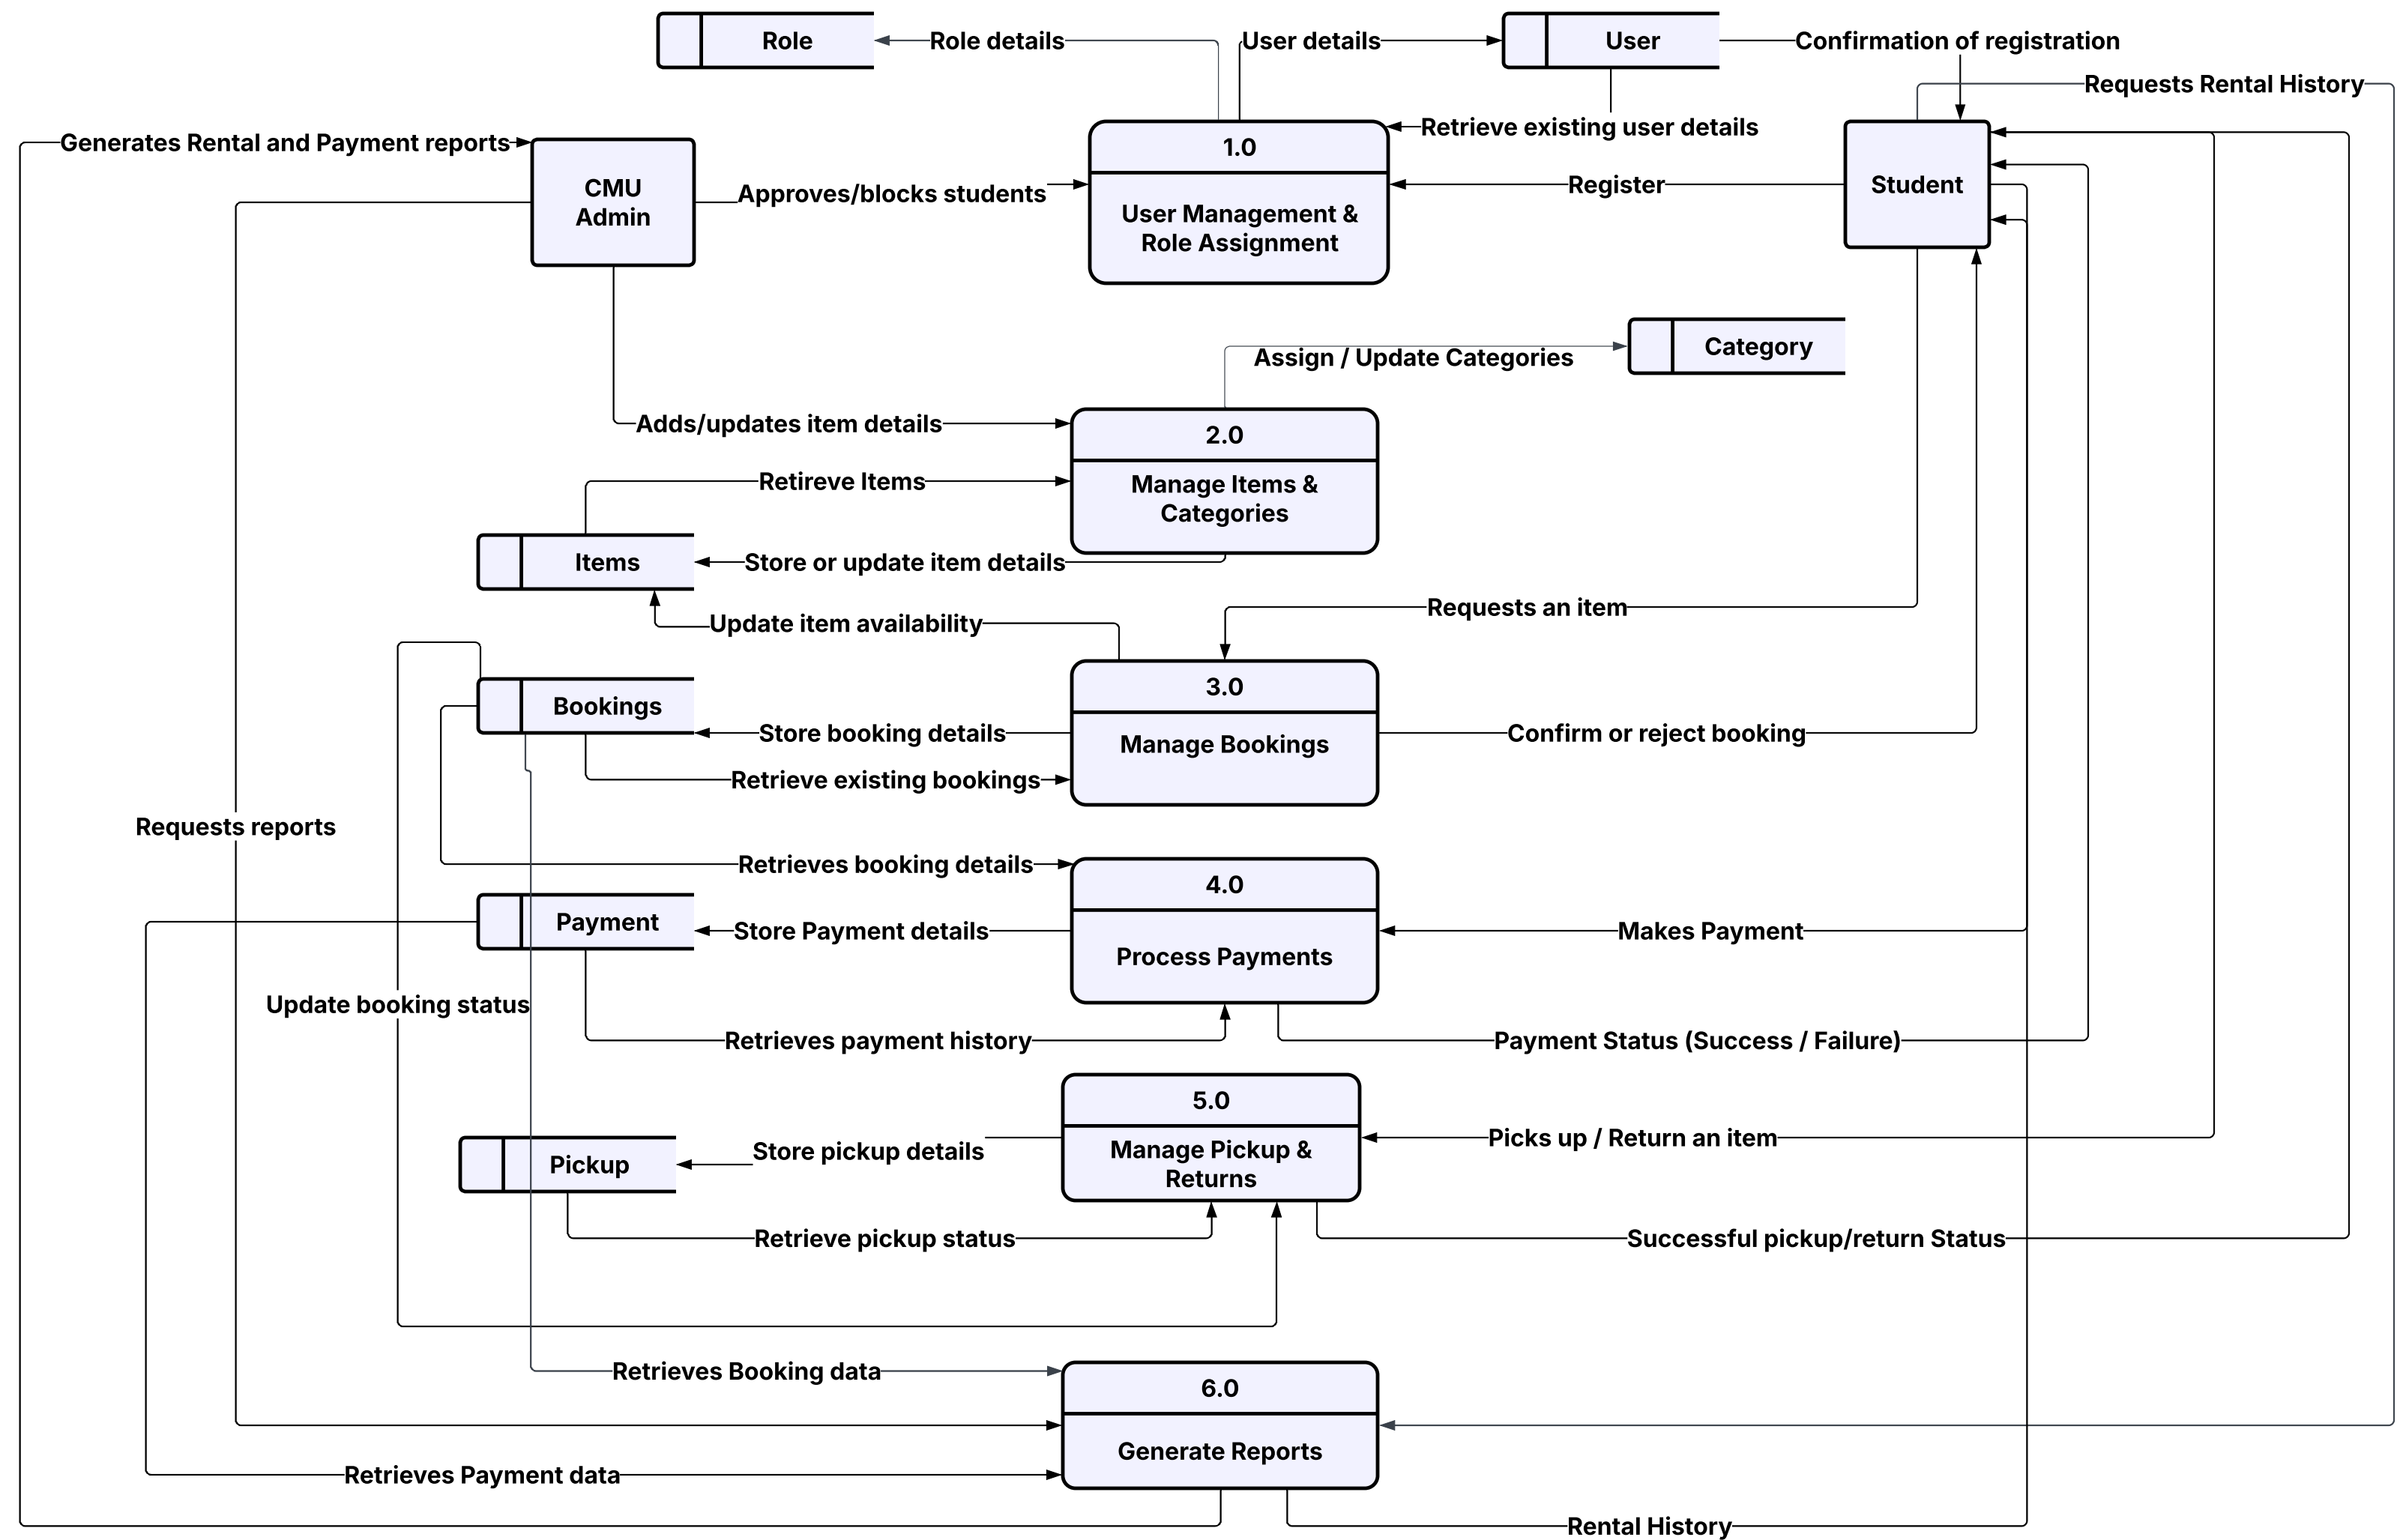 Role
Role details
User details
User
Confirmation of registration
Requests Rental History
Generates Rental and Payment reports
CMU
Admin
Approves/blocks students
1.0
User Management &
Role Assignment
Retrieve existing user details
Register
Student
Assign / Update Categories
Category
Adds/updates item details
2.0
Manage Items &
Categories
Retireve Items
Items
Store or update item details
Update item availability
Requests an item
Bookings
Store booking details
3.0
Manage Bookings
Confirm or reject booking
Retrieve existing bookings
Requests reports
Retrieves booking details
4.0
Process Payments
Payment
Store Payment details
Makes Payment
Update booking status
Retrieves payment history
Payment Status (Success / Failure)
5.0
Manage Pickup &
Returns
Picks up / Return an item
Store pickup details
Pickup
Retrieve pickup status
Successful pickup/return Status
Retrieves Booking data
6.0
Generate Reports
Retrieves Payment data
Rental History